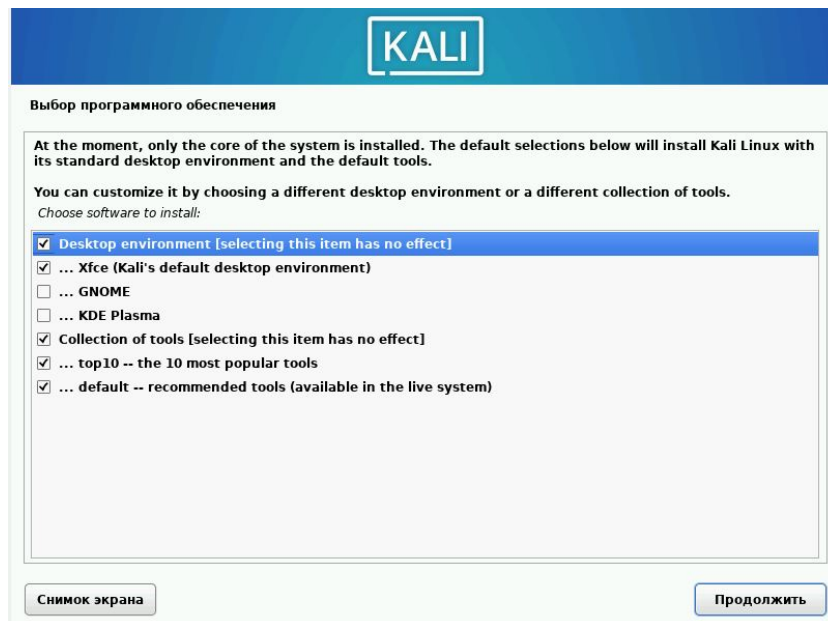 KALI
Выбор программного обеспечения
At the moment, only the core of the system is installed. The default selections below will install Kali Linux with
its standard desktop environment and the default tools.
You can customize it by choosing a different desktop environment or a different collection of tools.
Choose software to install:
Desktop environment [selecting this item has no effect]
... Xfce (Kali's default desktop environment)
... GNOME
... KDE Plasma
Collection of tools [selecting this item has no effect]
... top10 -- the 10 most popular tools
... default -- recommended tools (available in the live system)
Снимок экрана
Продолжить